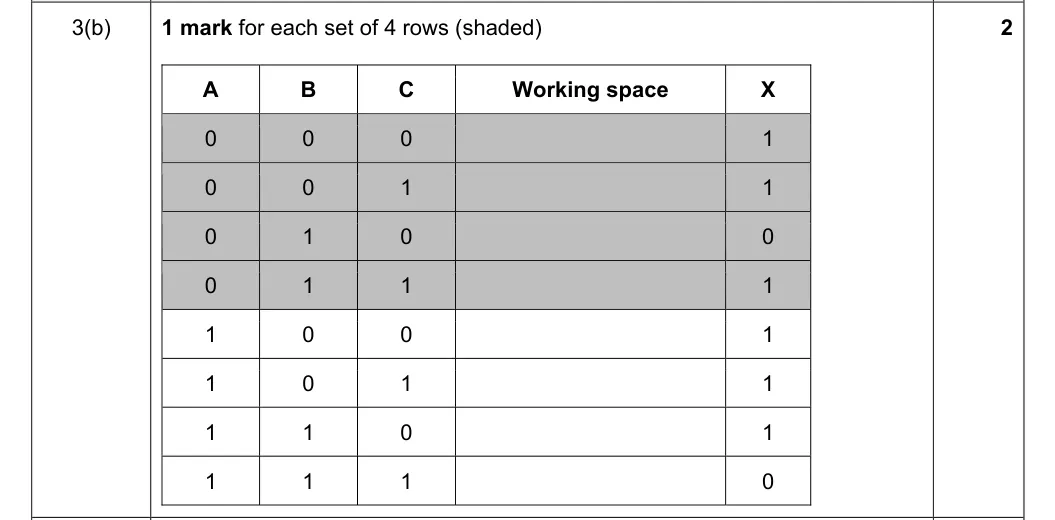 3(b) 1 mark for each set of 4 rows (shaded) 2
A B C Working space X
0 0 0 1
0 0 1 1
0 1 0 0
0 1 1 1
1 0 0 1
1 0 1 1
1 1 0 1
1 1 1 0